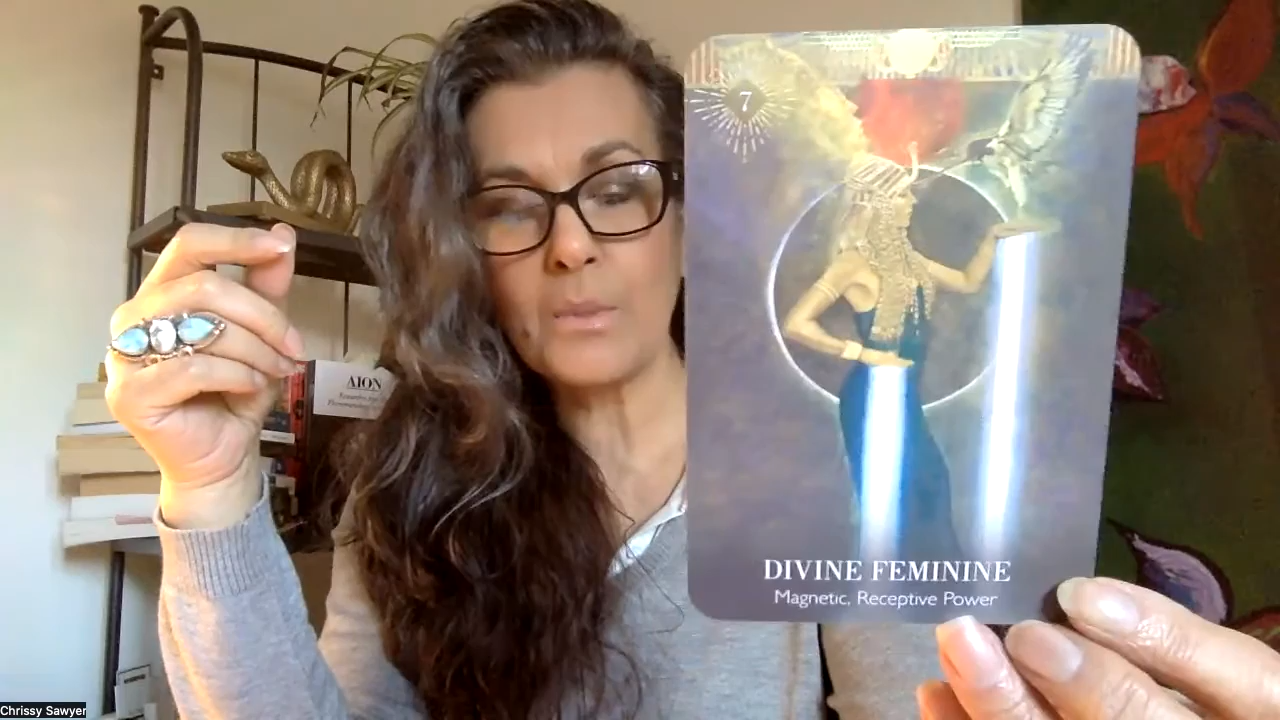 7
AION
DIVINE FEMININE
Magnetic, Receptive Power
Chrissy Sawyer